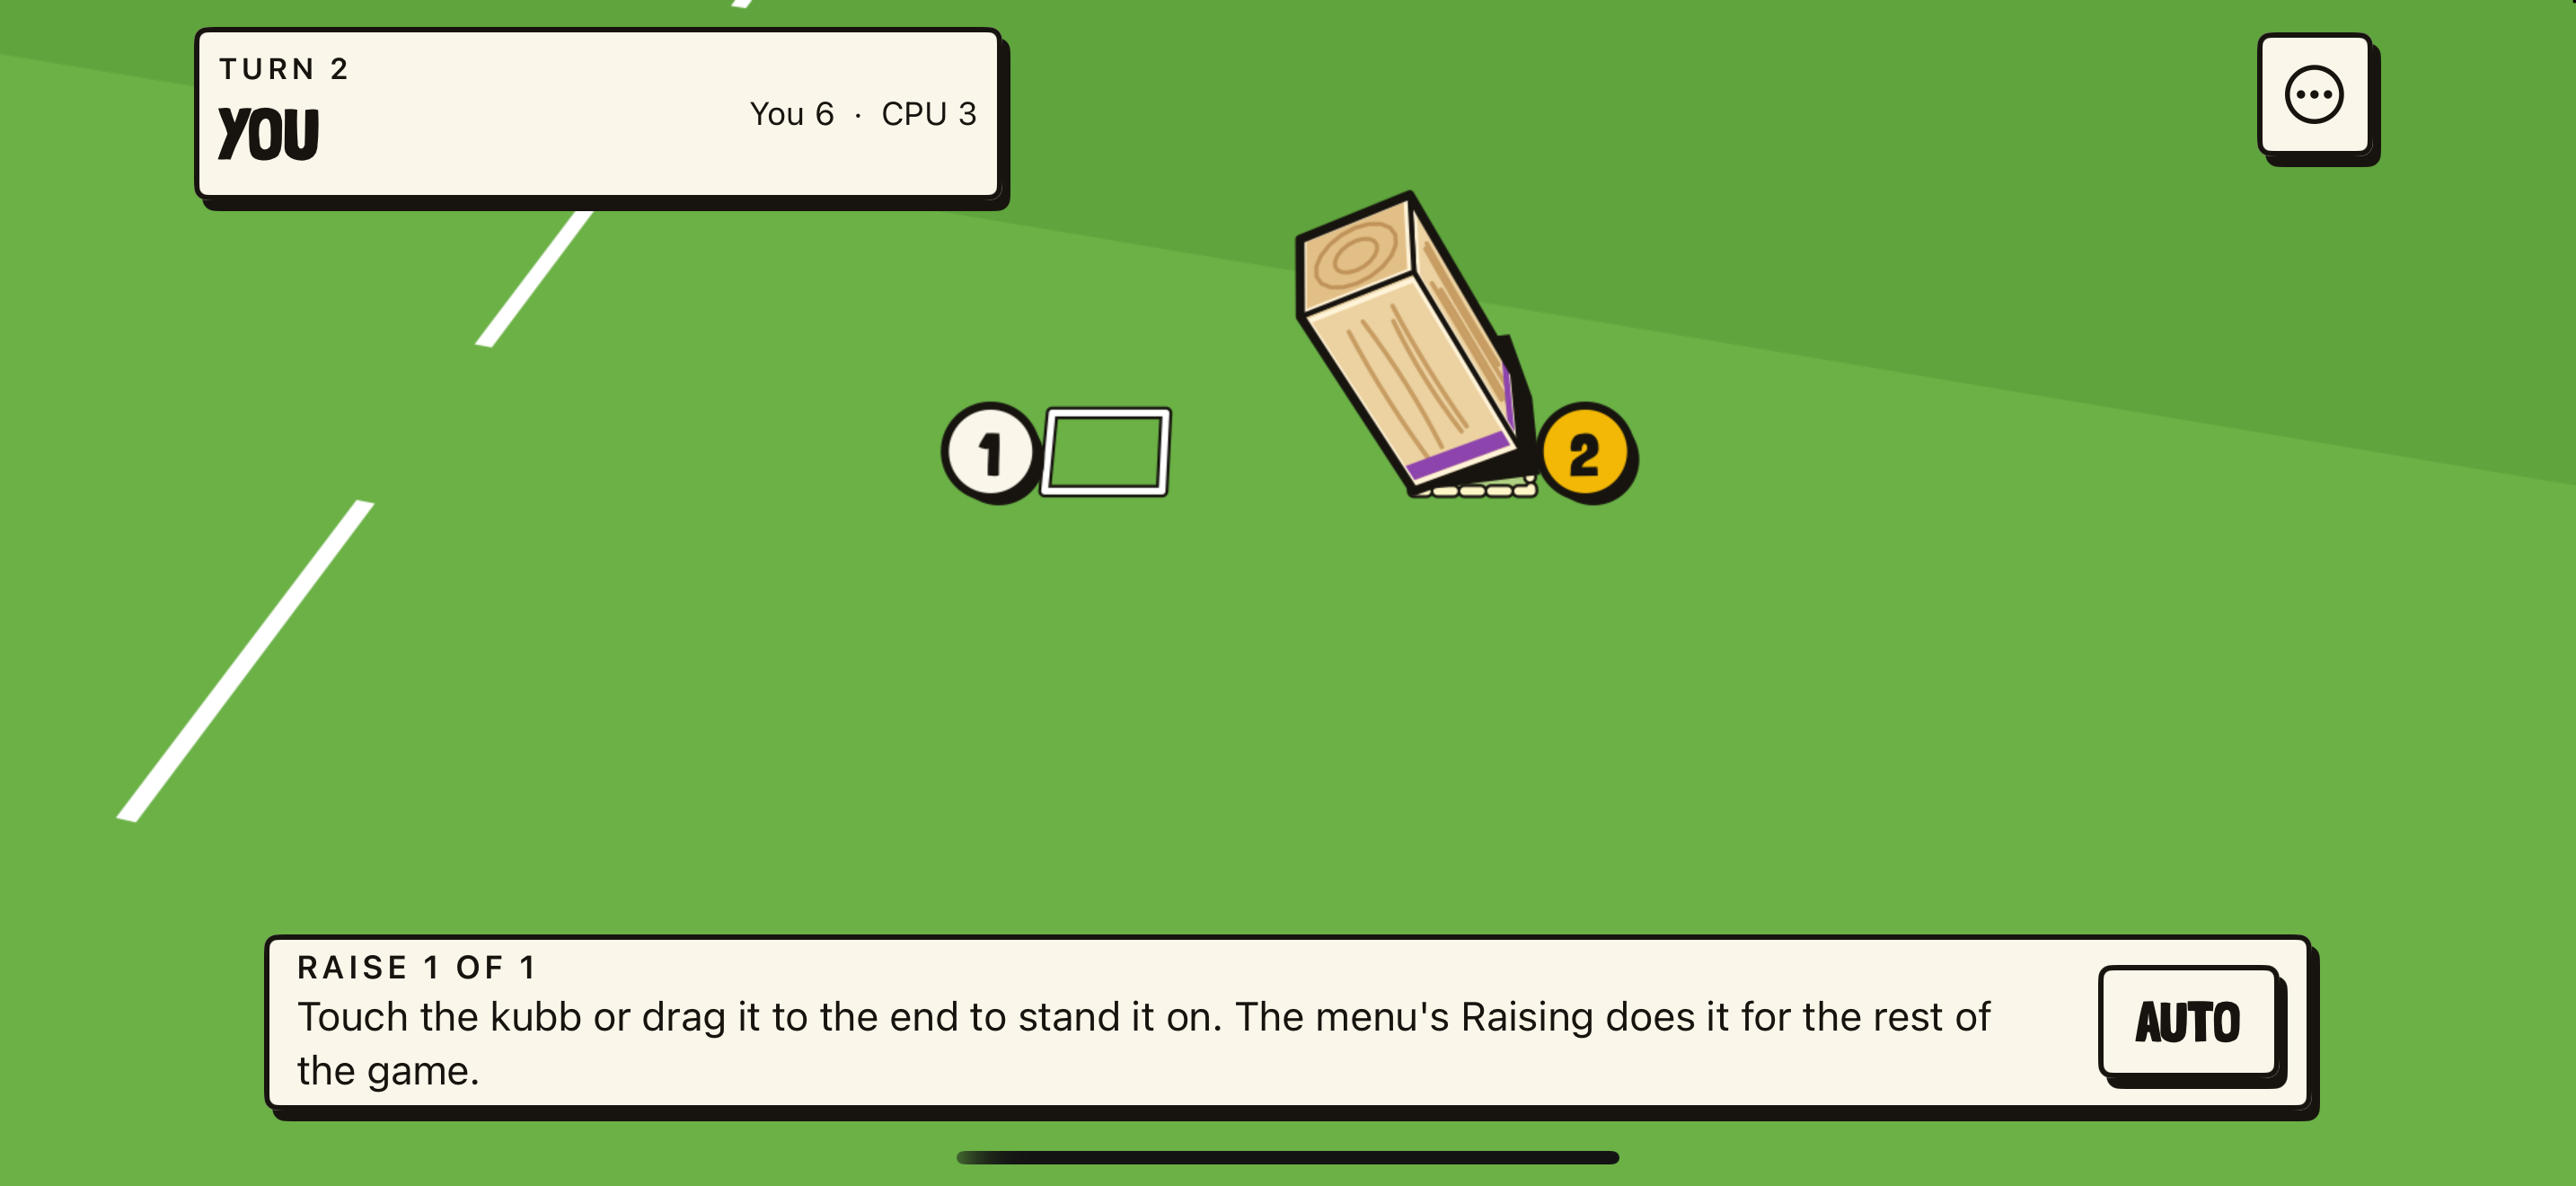 TURN 2
YOU
You 6 · CPU 3
1
2
RAISE 1 OF 1
Touch the kubb or drag it to the end to stand it on. The menu's Raising does it for the rest of
the game.
AUTO